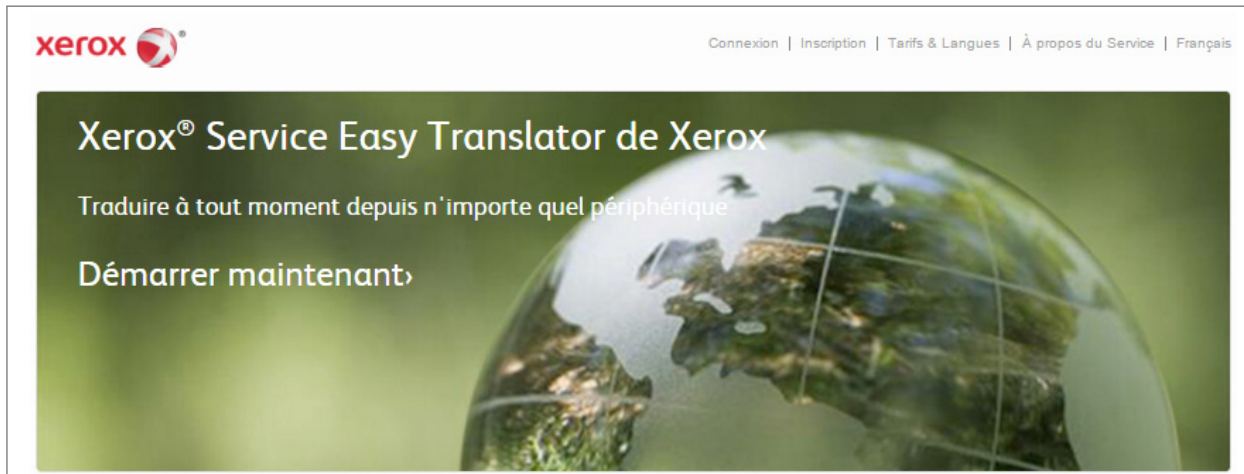 xerox
Connexion | Inscription | Tarifs & Langues | À propos du Service | Français
Xerox® Service Easy Translator de Xerox
Traduire à tout moment depuis n'importe quel périphérique
Démarrer maintenant›